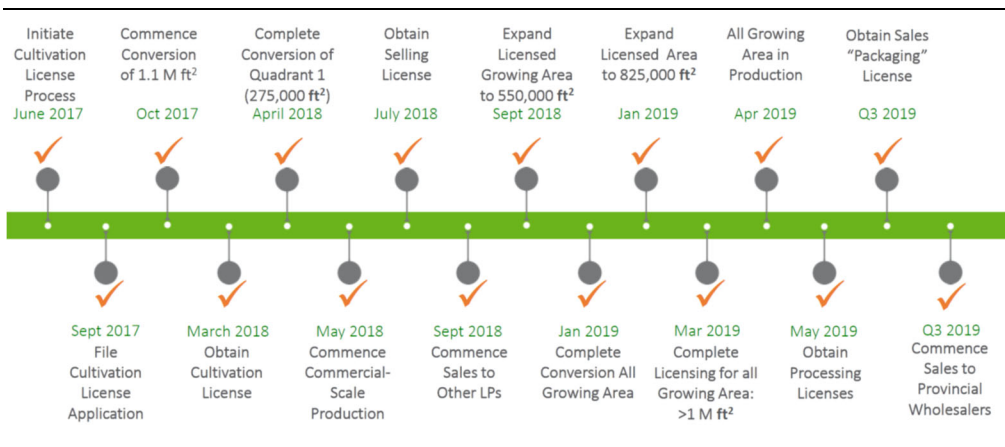 Initiate
Cultivation
License
Process
June 2017
Commence
Conversion
of 1.1 M ft²
Oct 2017
Complete
Conversion of
Quadrant 1
(275,000 ft²)
April 2018
Obtain
Selling
License
July 2018
Expand
Licensed
Growing Area
to 550,000 ft²
Sept 2018
Expand
Licensed Area
to 825,000 ft²
Jan 2019
All Growing
Area in
Production
Apr 2019
Obtain Sales
“Packaging”
License
Q3 2019
Sept 2017
File
Cultivation
License
Application
March 2018
Obtain
Cultivation
License
May 2018
Commence
Commercial-
Scale
Production
Sept 2018
Commence
Sales to
Other LPs
Jan 2019
Complete
Conversion All
Growing Area
Mar 2019
Complete
Licensing for all
Growing Area:
>1 M ft²
May 2019
Obtain
Processing
Licenses
Q3 2019
Commence
Sales to
Provincial
Wholesalers